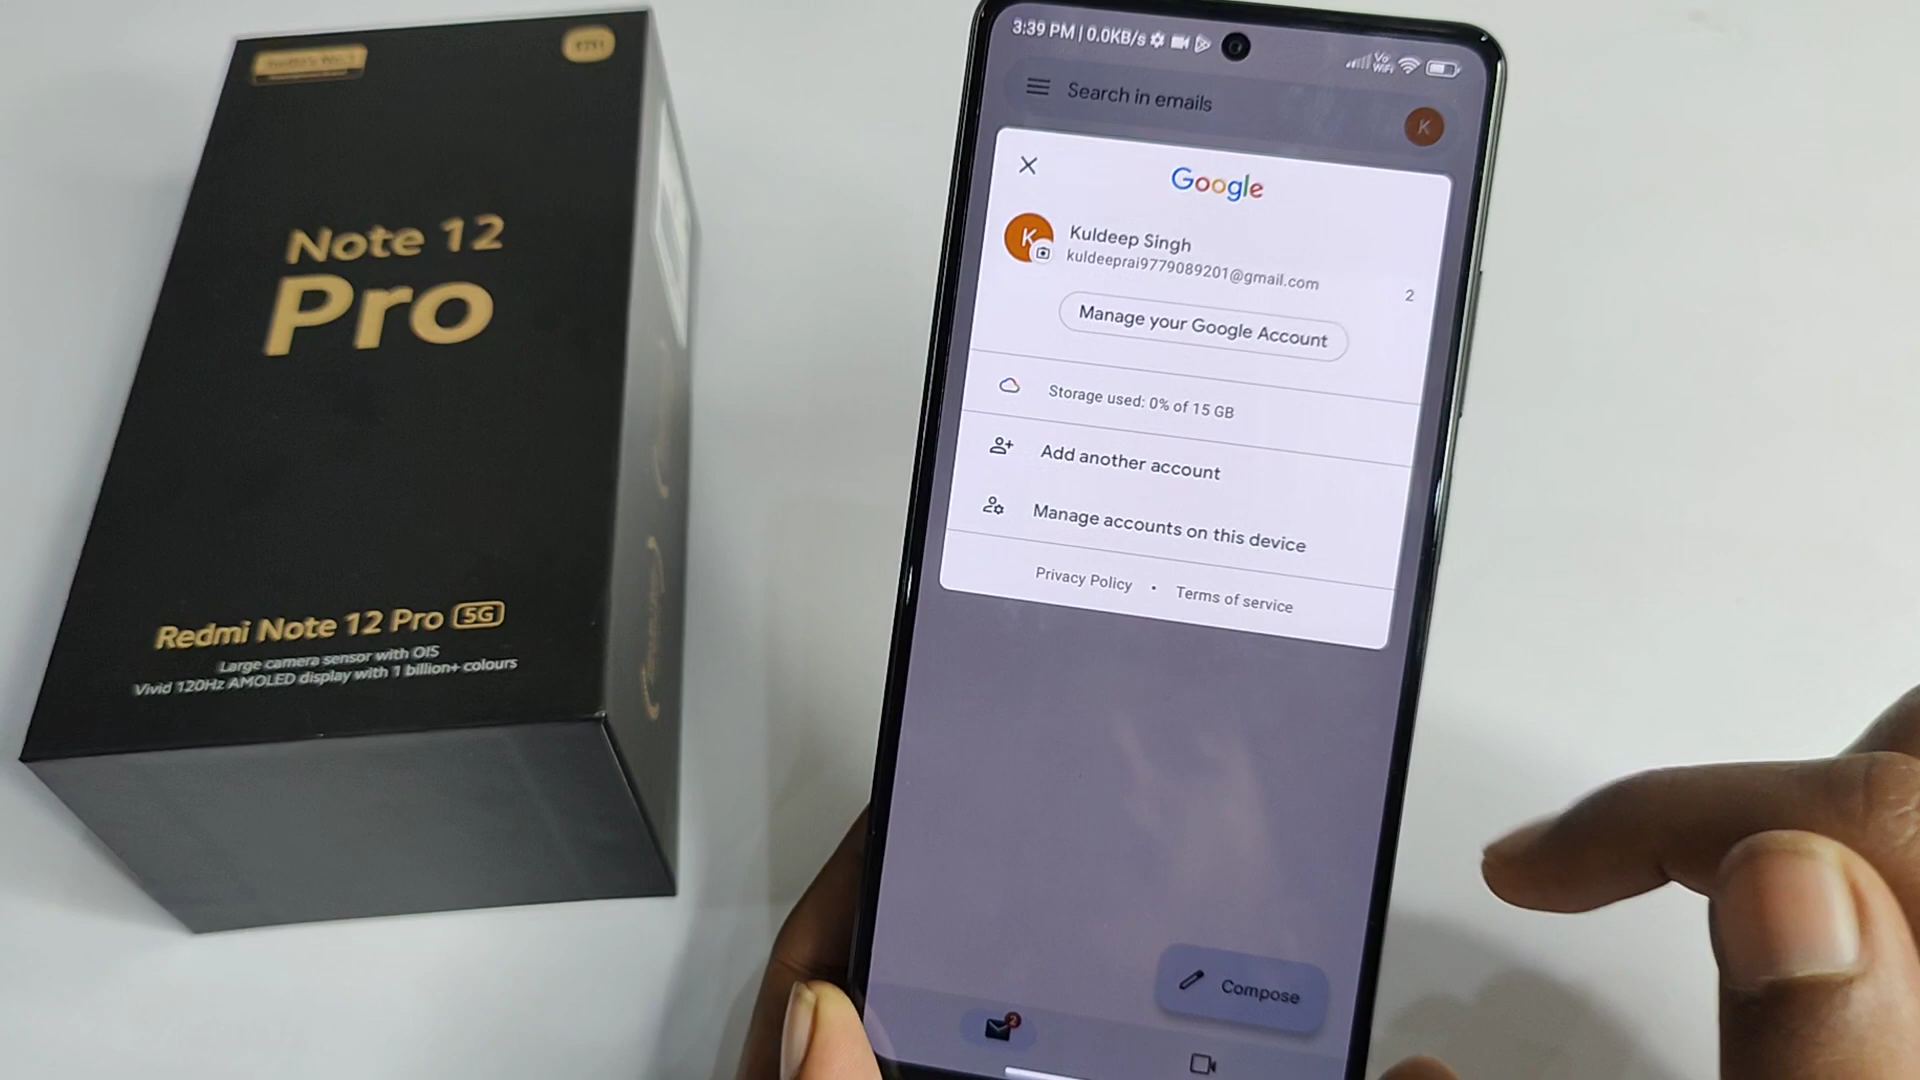 Note 12
Pro
Redmi Note 12 Pro 5G
Large camera sensor with OIS
Vivid 120Hz AMOLED display with 1 billion+ colours
3:39 PM | 0.0KB/s
Vo
WiFi
Search in emails
K
Google
K
Kuldeep Singh
kuldeeprai9779089201@gmail.com
2
Manage your Google Account
Storage used: 0% of 15 GB
Add another account
Manage accounts on this device
Privacy Policy • Terms of service
Compose
2